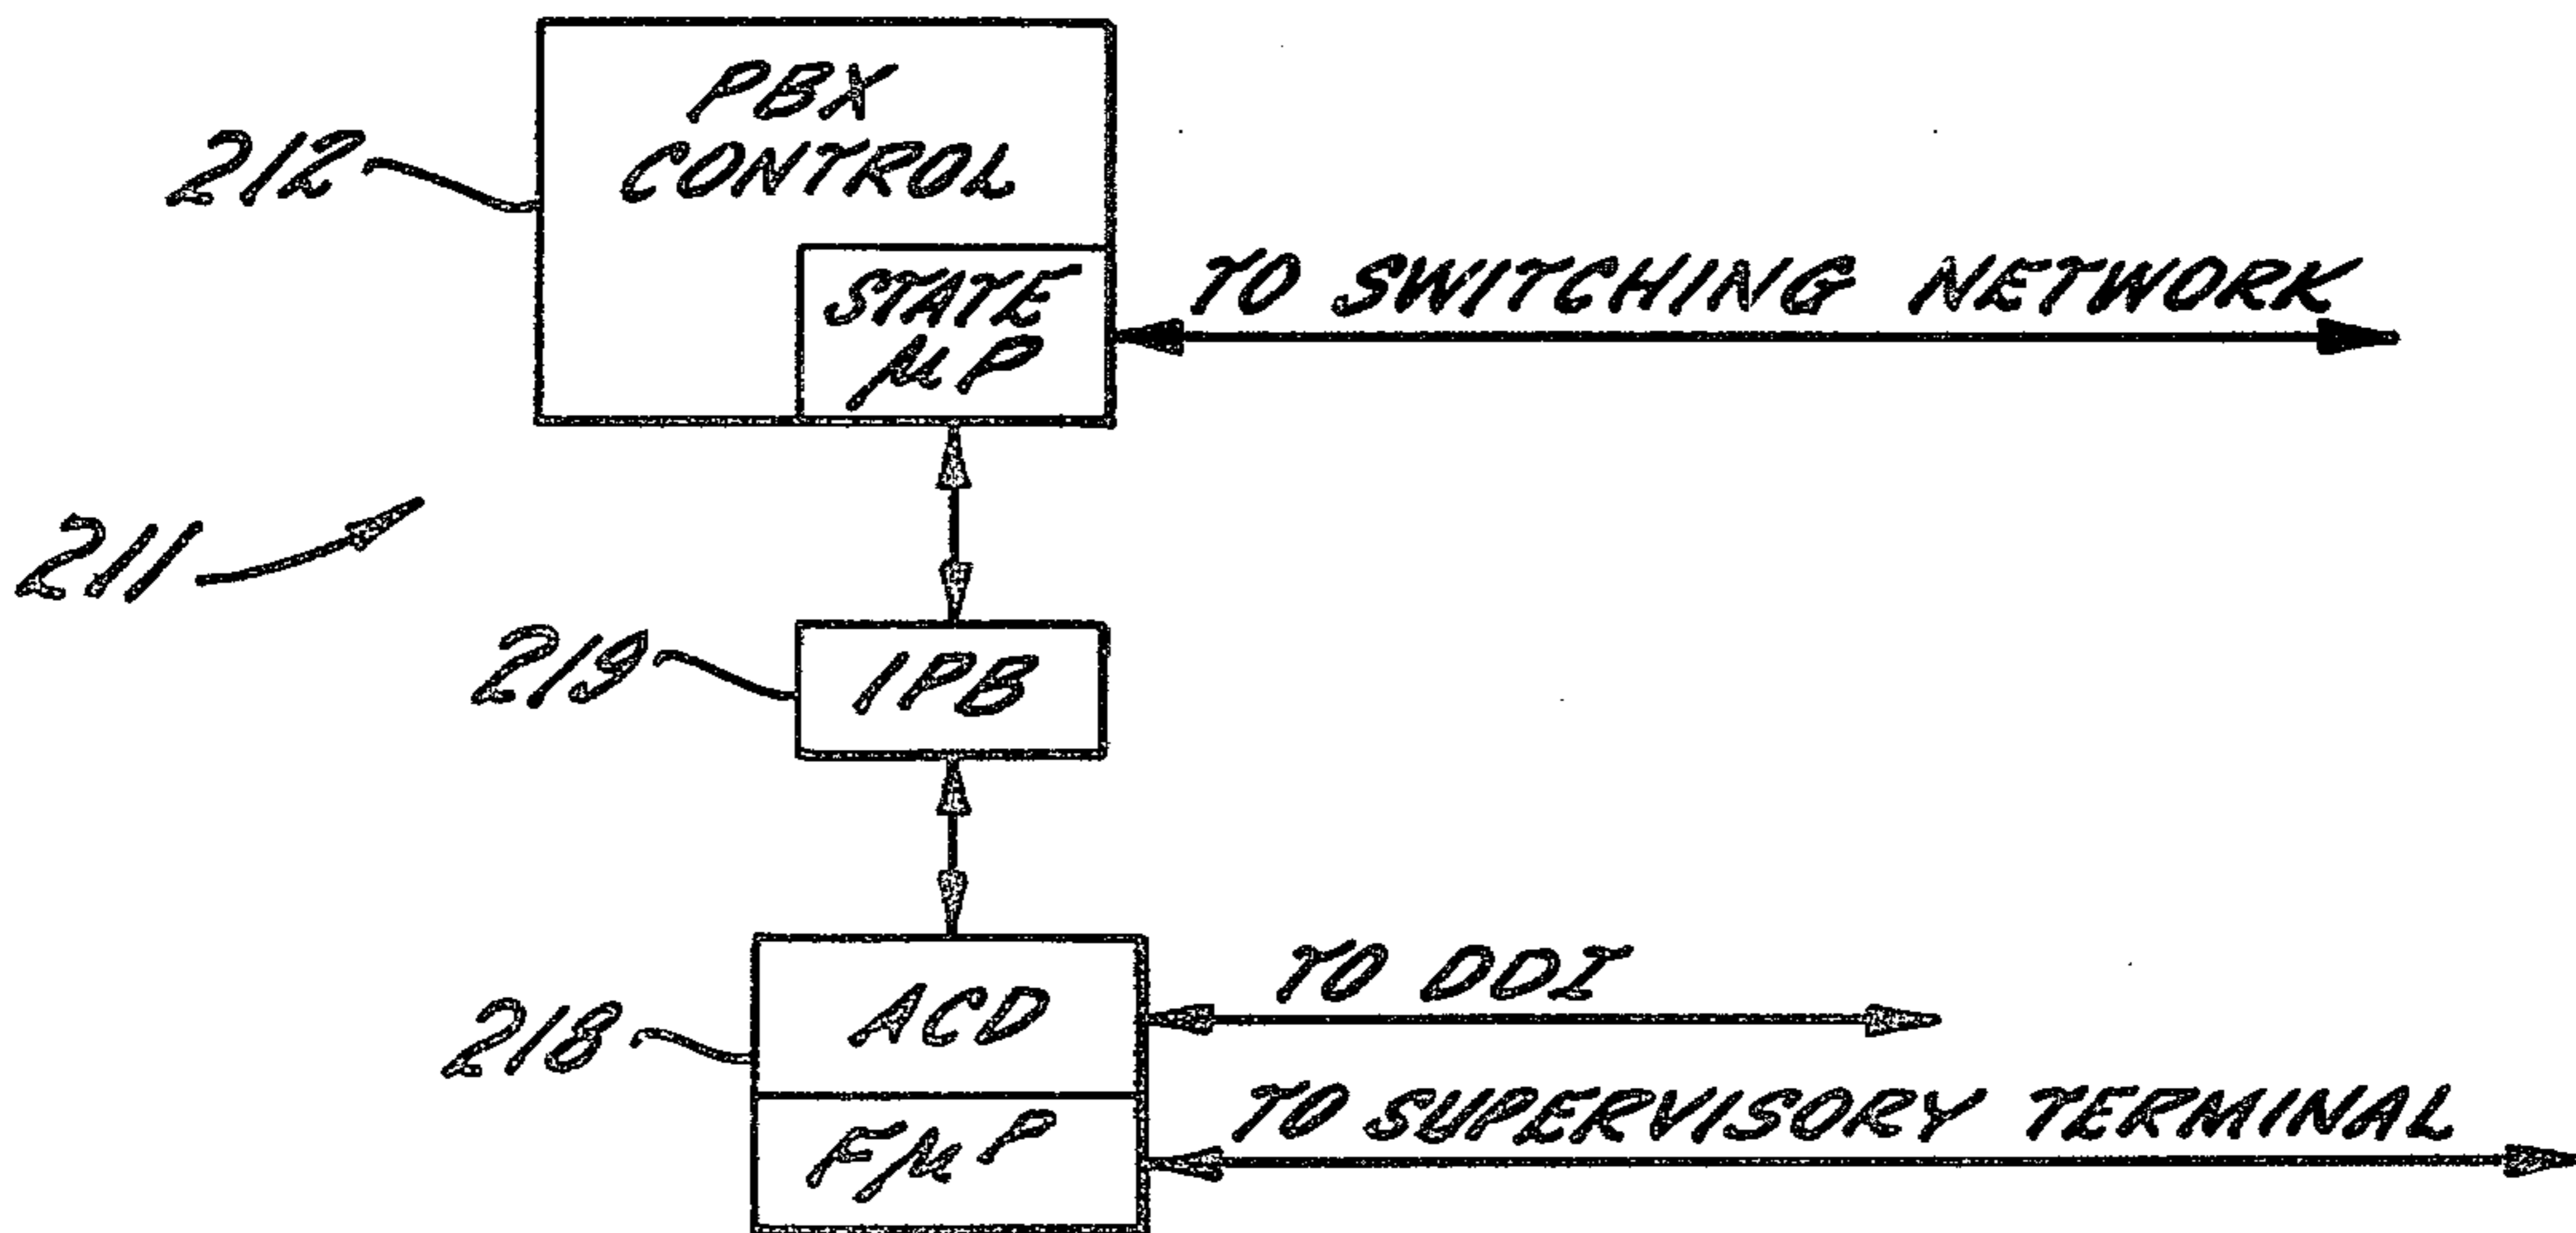 PBX
CONTROL
212
STATE
μP
TO SWITCHING NETWORK
211
219
IPB
TO DDI
ACD
218
TO SUPERVISORY TERMINAL
FμP